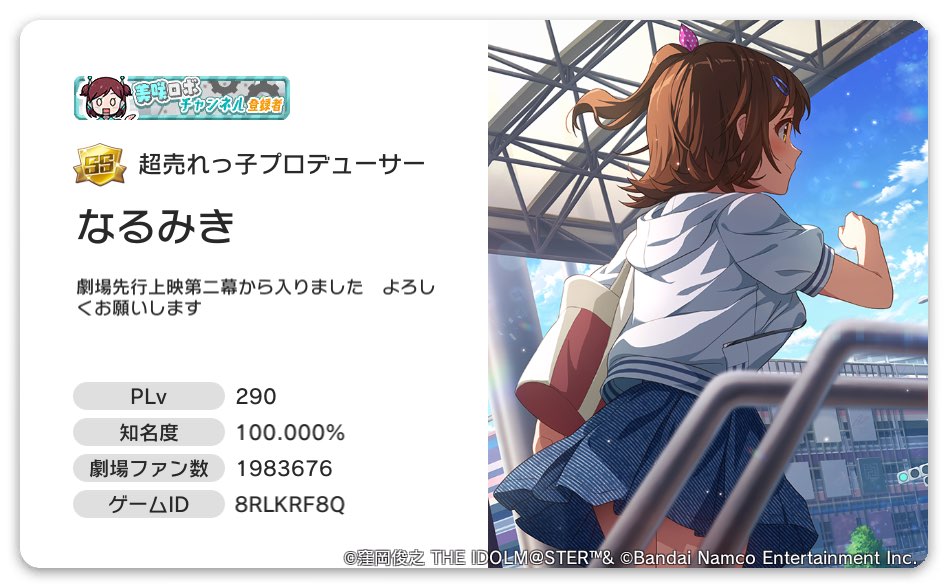 美咲ロボ
チャンネル登録者
SS 超売れっ子プロデューサー
なるみき
劇場先行上映第二幕から入りました　よろし
くお願いします
PLv 290
知名度 100.000%
劇場ファン数 1983676
ゲームID 8RLKRF8Q
©窪岡俊之 THE IDOLM@STER™& ©Bandai Namco Entertainment Inc.